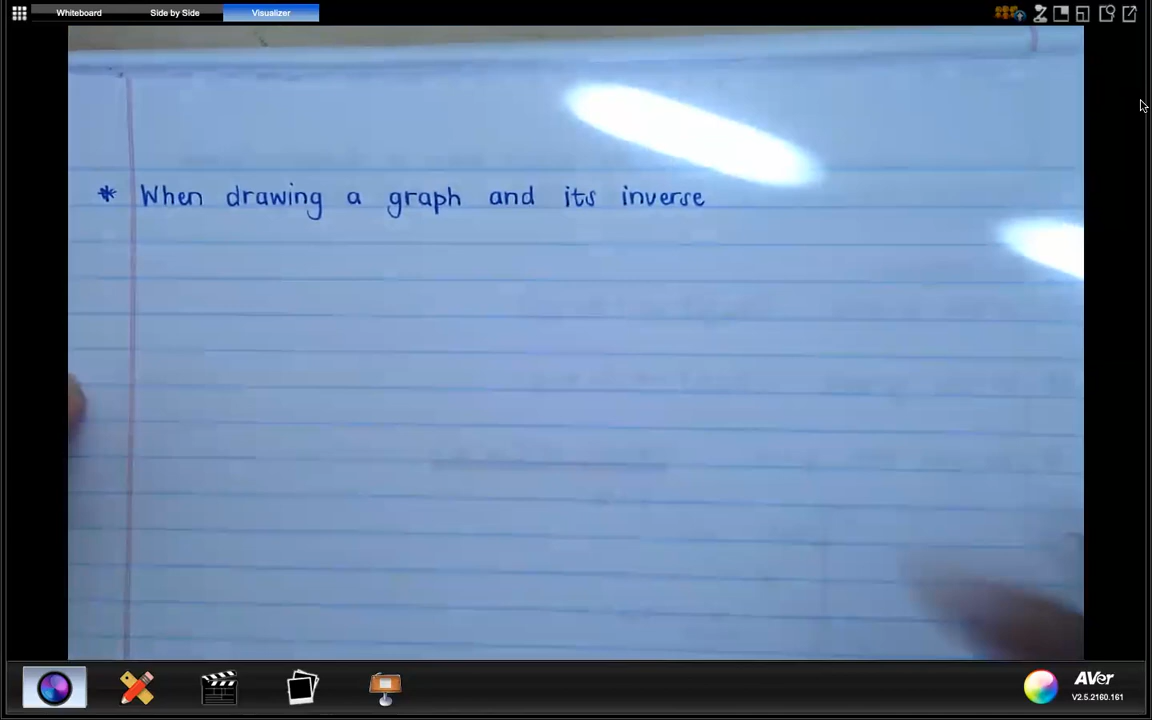 Whiteboard Side by Side Visualizer
* When drawing a graph and its inverse
AVer
V2.5.2160.161